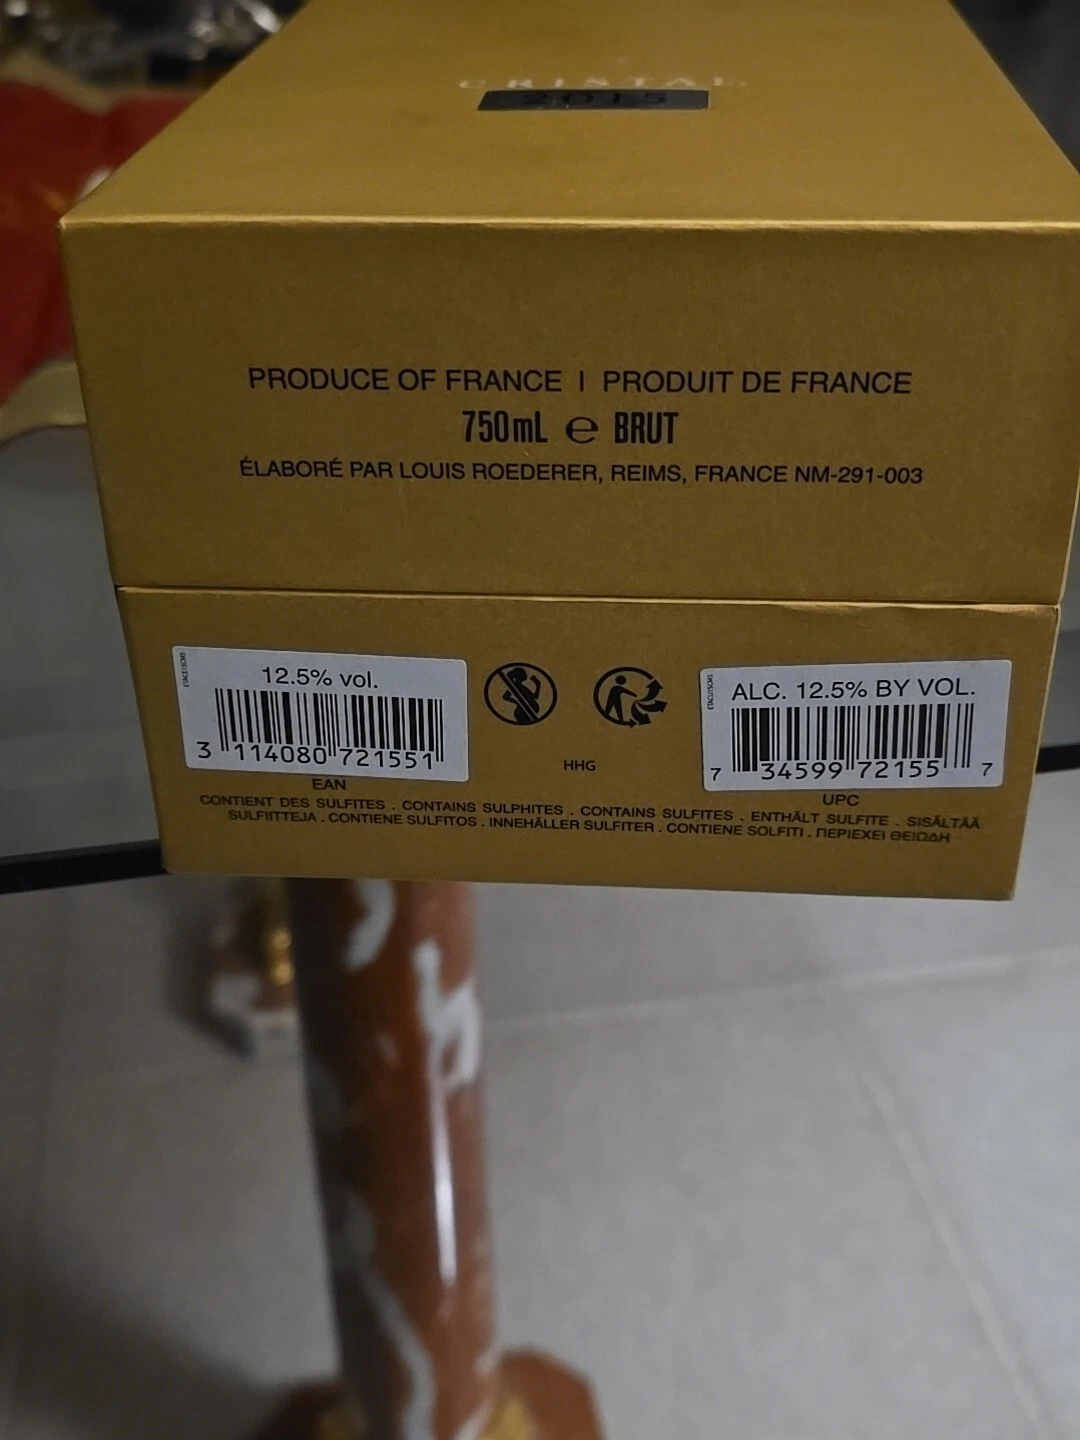 CRISTAL
2015
PRODUCE OF FRANCE | PRODUIT DE FRANCE
750mL ℮ BRUT
ÉLABORÉ PAR LOUIS ROEDERER, REIMS, FRANCE NM-291-003
12.5% vol.
3 114080 721551
EAN
HHG
ALC. 12.5% BY VOL.
7 34599 72155 7
UPC
CONTIENT DES SULFITES . CONTAINS SULPHITES . CONTAINS SULFITES . ENTHÄLT SULFITE . SISÄLTÄÄ
SULFIITTEJA . CONTIENE SULFITOS . INNEHÅLLER SULFITER . CONTIENE SOLFITI . ΠΕΡΙΕΧΕΙ ΘΕΙΩΔΗ